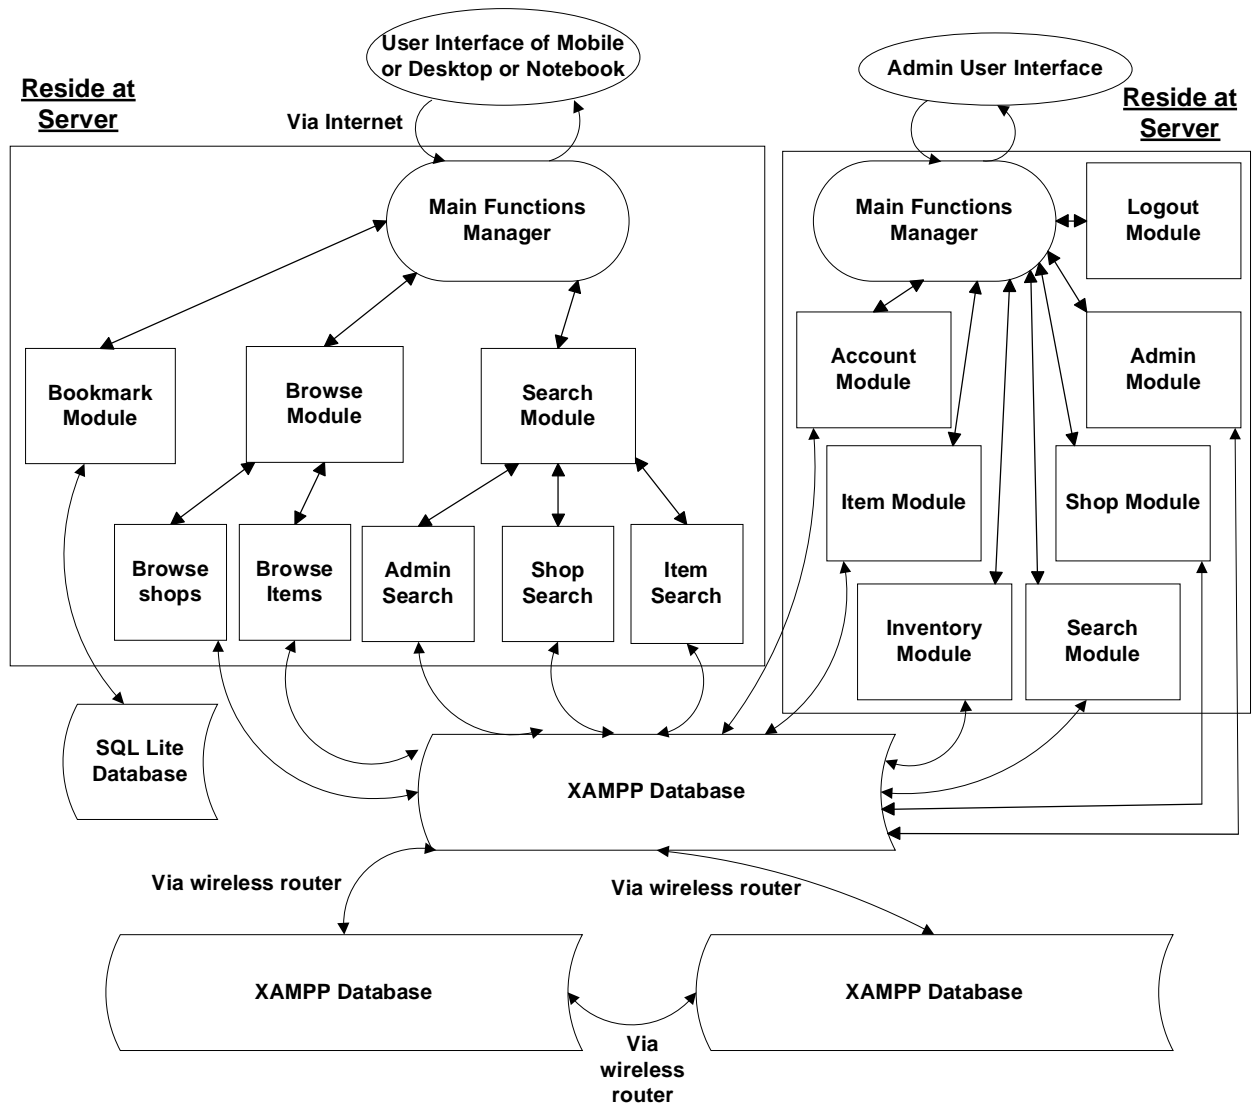 User Interface of Mobile
or Desktop or Notebook
Admin User Interface
Reside at
Server
Reside at
Server
Via Internet
Main Functions
Manager
Main Functions
Manager
Logout
Module
Bookmark
Module
Browse
Module
Search
Module
Account
Module
Admin
Module
Item Module
Shop Module
Browse
shops
Browse
Items
Admin
Search
Shop
Search
Item
Search
Inventory
Module
Search
Module
SQL Lite
Database
XAMPP Database
Via wireless router
Via wireless router
XAMPP Database
XAMPP Database
Via
wireless
router